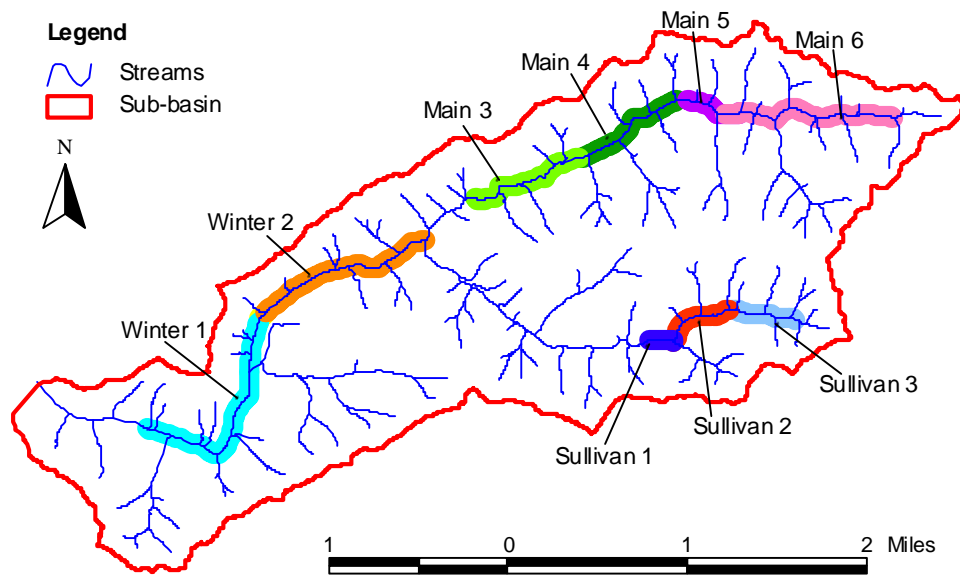 Legend
Streams
Sub-basin
N
Main 5
Main 6
Main 4
Main 3
Winter 2
Winter 1
Sullivan 3
Sullivan 2
Sullivan 1
1 0 1 2 Miles